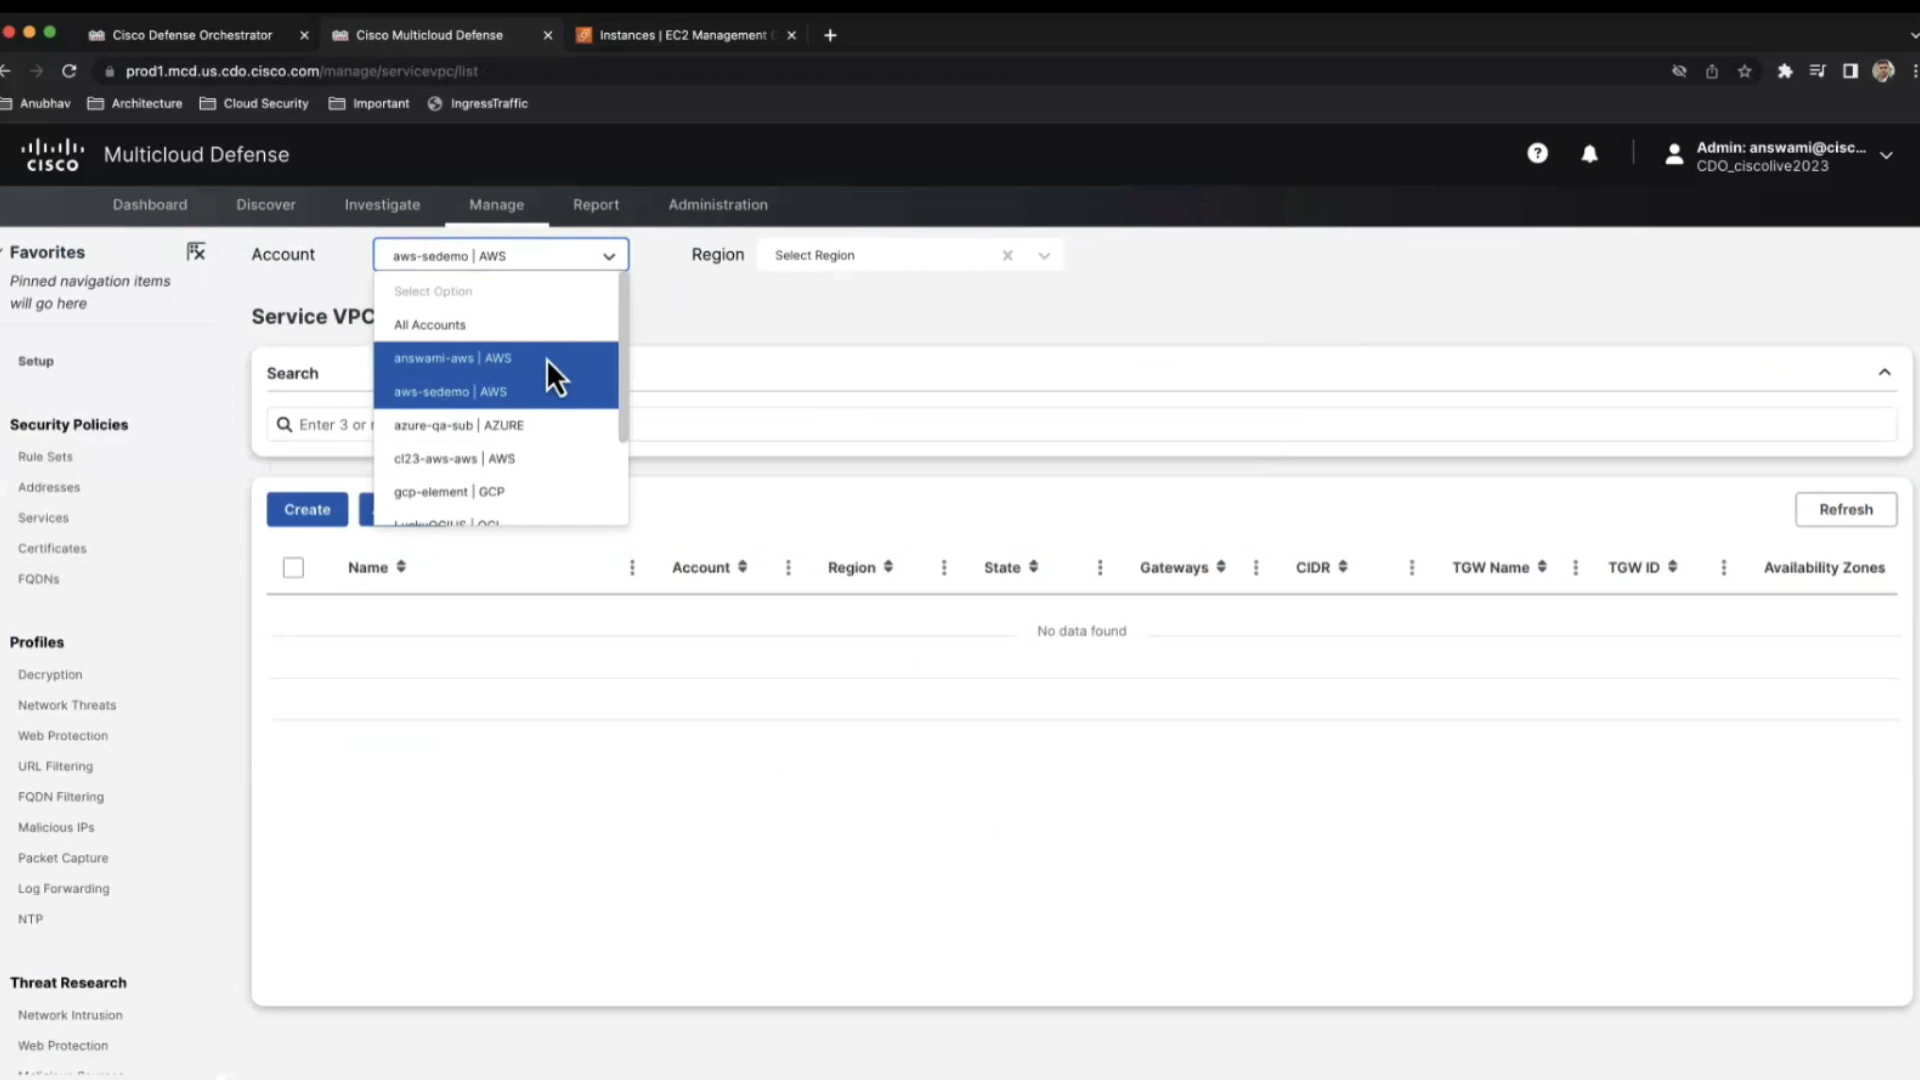 Cisco Defense Orchestrator
Cisco Multicloud Defense
Instances | EC2 Management
prod1.mcd.us.cdo.cisco.com/manage/servicevpc/list
Anubhav
Architecture
Cloud Security
Important
IngressTraffic
CISCO
Multicloud Defense
Admin: answami@cisc...
CDO_ciscolive2023
Dashboard
Discover
Investigate
Manage
Report
Administration
Favorites
Pinned navigation items
will go here
Account
aws-sedemo | AWS
Region
Select Region
Select Option
All Accounts
answami-aws | AWS
aws-sedemo | AWS
azure-qa-sub | AZURE
cl23-aws-aws | AWS
gcp-element | GCP
Service VPC
Search
Enter 3 or
Create
Refresh
Name
Account
Region
State
Gateways
CIDR
TGW Name
TGW ID
Availability Zones
No data found
Setup
Security Policies
Rule Sets
Addresses
Services
Certificates
FQDNs
Profiles
Decryption
Network Threats
Web Protection
URL Filtering
FQDN Filtering
Malicious IPs
Packet Capture
Log Forwarding
NTP
Threat Research
Network Intrusion
Web Protection